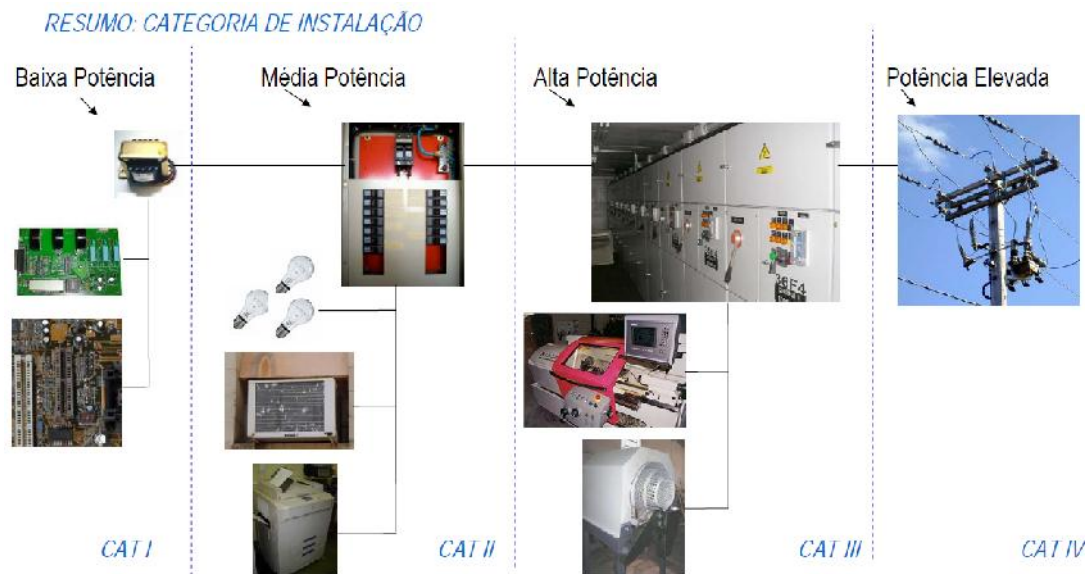 RESUMO: CATEGORIA DE INSTALAÇÃO
Baixa Potência
Média Potência
Alta Potência
Potência Elevada
36E4
CAT I
CAT II
CAT III
CAT IV